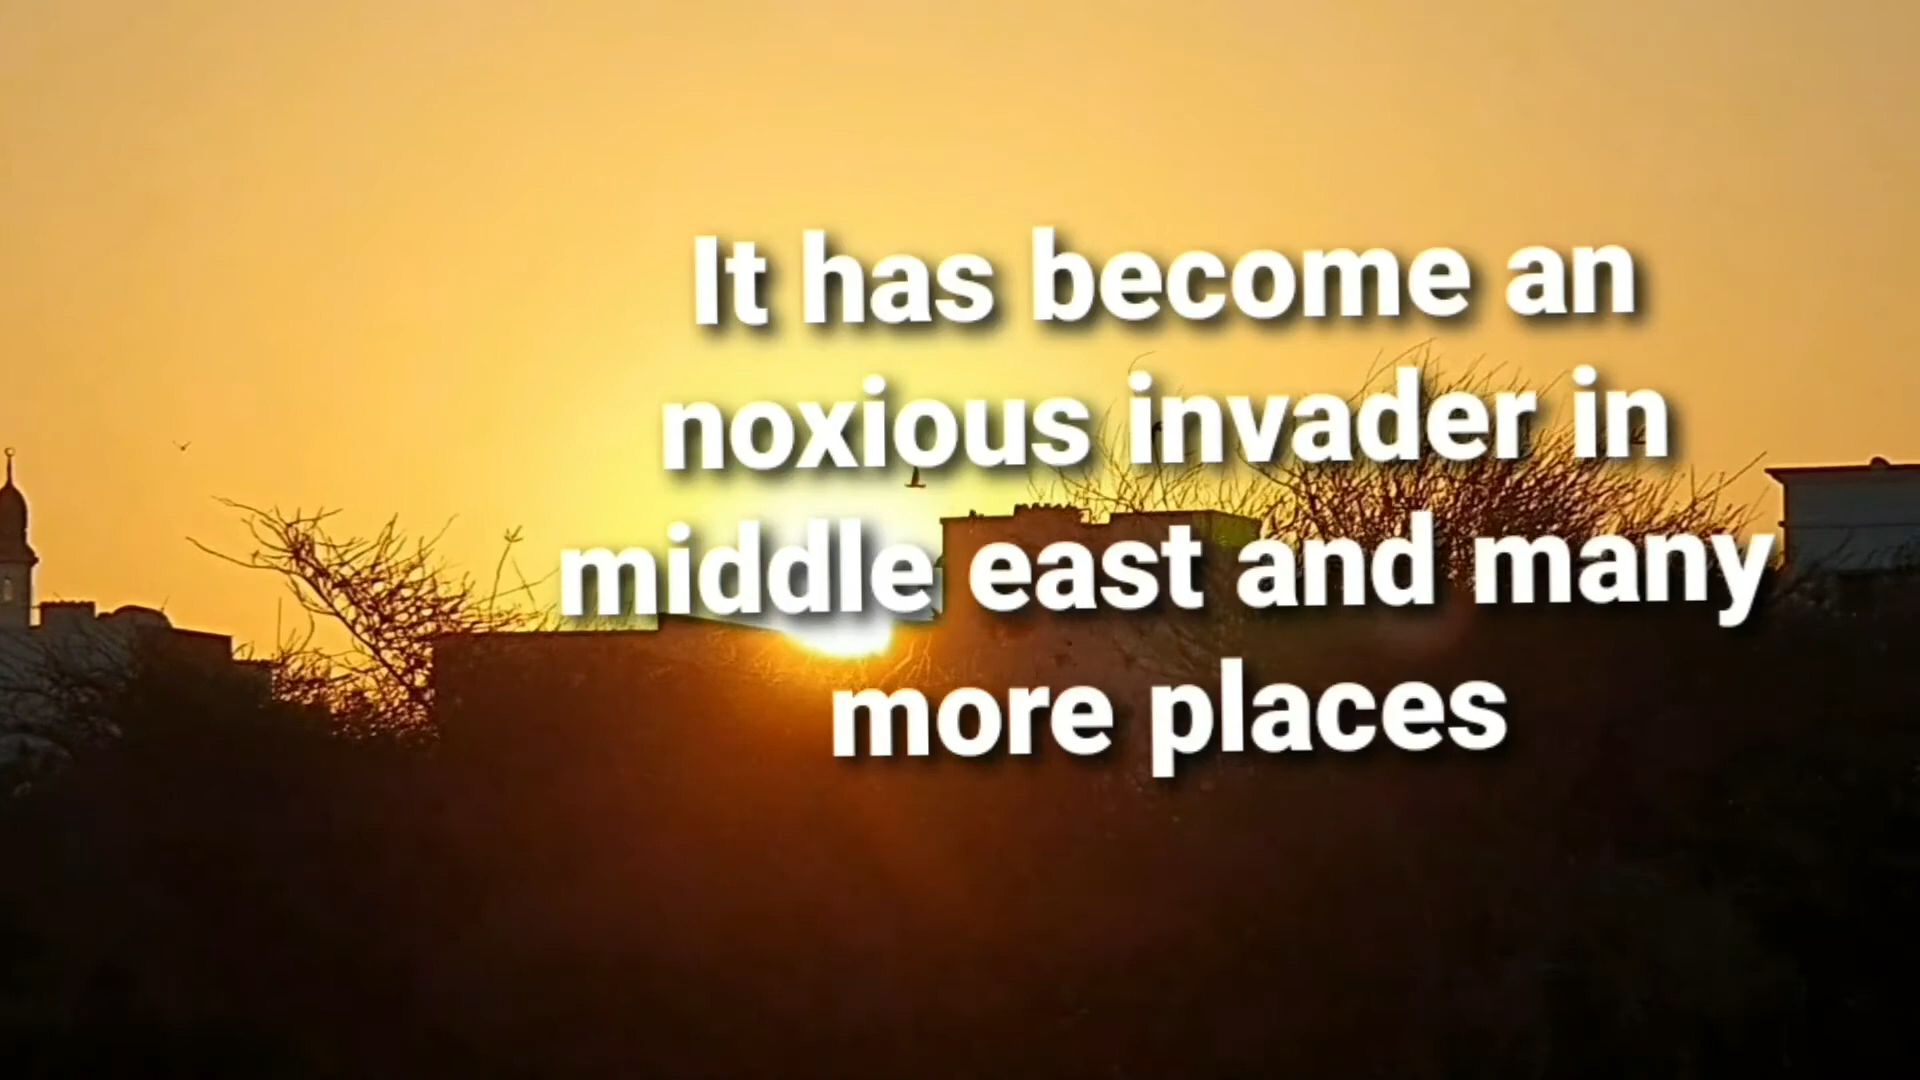 It has become an
noxious invader in
middle east and many
more places